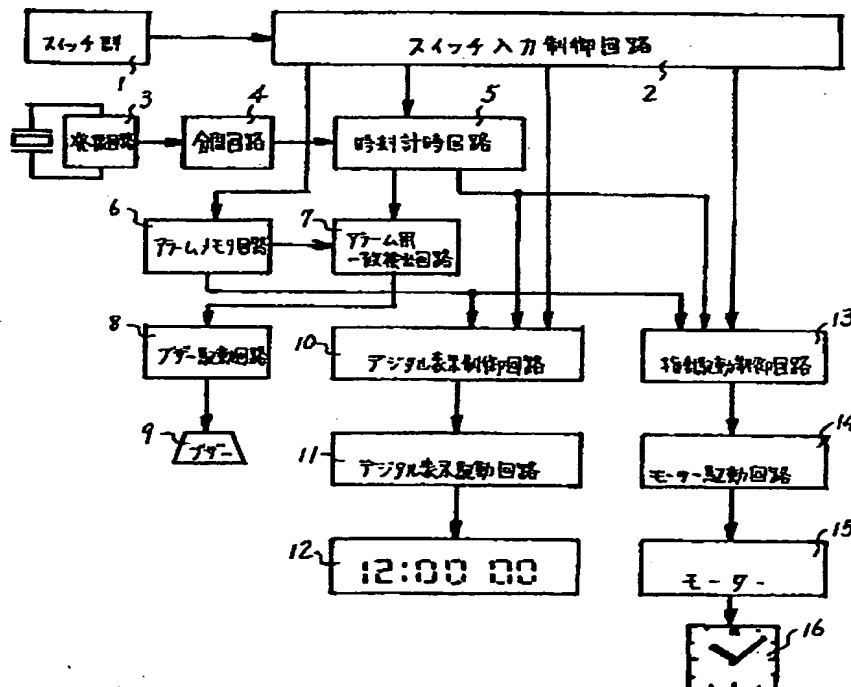 スイッチ群
スイッチ入力制御回路
1
2
3
4
5
発振回路
分周回路
時刻計時回路
6
7
アラームメモリ回路
アラーム用
一致検出回路
8
10
13
ブザー駆動回路
デジタル表示制御回路
指針駆動制御回路
9
ブザー
11
14
デジタル表示駆動回路
モーター駆動回路
12
12:00 00
15
モーター
16